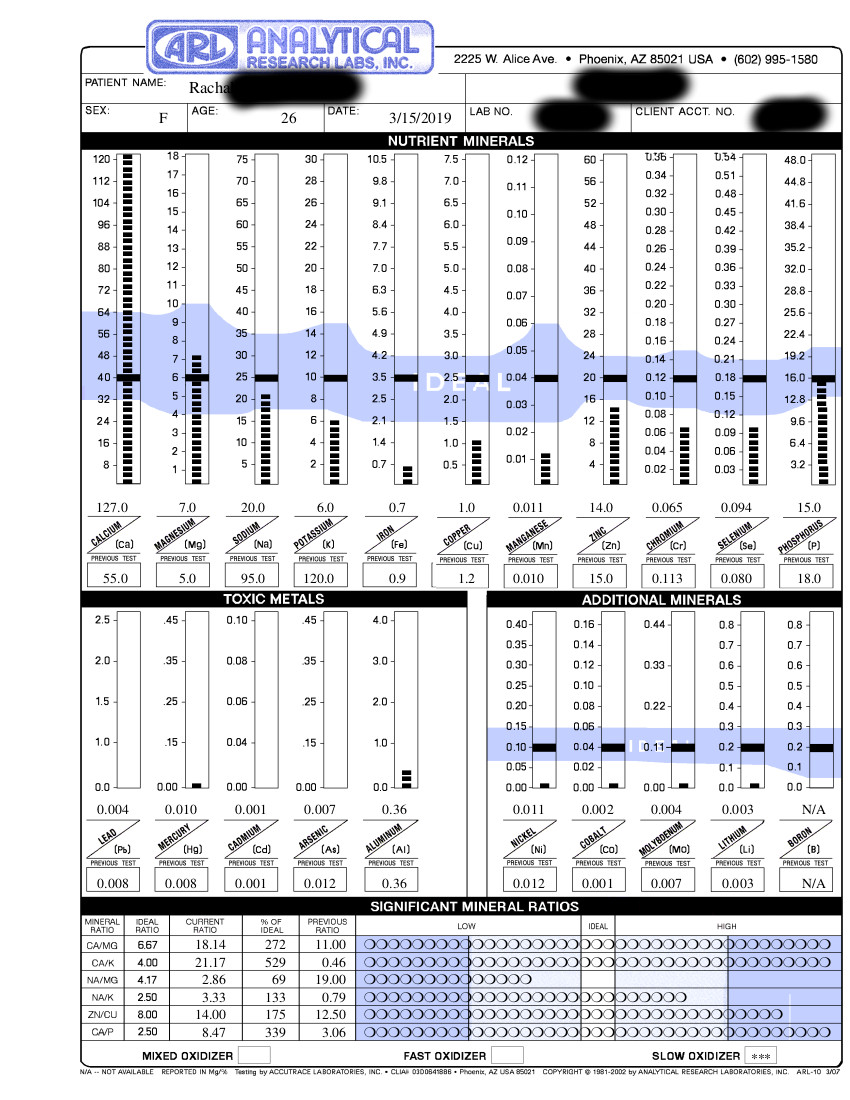 ARL ANALYTICAL
RESEARCH LABS, INC.
2225 W. Alice Ave. • Phoenix, AZ 85021 USA • (602) 995-1580
PATIENT NAME: Racha
SEX: F AGE: 26 DATE: 3/15/2019 LAB NO. CLIENT ACCT. NO.
NUTRIENT MINERALS
120 18 75 30 10.5 7.5 0.12 60 0.36 0.54 48.0
112 17 70 28 9.8 7.0 0.11 56 0.34 0.51 44.8
104 16 65 26 9.1 6.5 0.10 52 0.32 0.48 41.6
96 15 60 24 8.4 6.0 0.09 48 0.30 0.45 38.4
88 14 55 22 7.7 5.5 0.08 44 0.28 0.42 35.2
80 13 50 20 7.0 5.0 0.07 40 0.26 0.39 32.0
72 12 45 18 6.3 4.5 0.06 36 0.24 0.36 28.8
64 11 40 16 5.6 4.0 0.05 32 0.22 0.33 25.6
56 10 35 14 4.9 3.5 0.04 28 0.20 0.30 22.4
48 9 30 12 4.2 3.0 0.03 24 0.18 0.27 19.2
40 8 25 10 3.5 2.5 0.02 20 0.16 0.24 16.0
32 7 20 8 2.8 2.0 0.01 16 0.14 0.21 12.8
24 6 15 6 2.1 1.5 12 0.12 0.18 9.6
16 5 10 4 1.4 1.0 8 0.10 0.15 6.4
8 4 5 2 0.7 0.5 4 0.08 0.12 3.2
3 0.06 0.09
2 0.04 0.06
1 0.02 0.03
IDEAL
127.0 7.0 20.0 6.0 0.7 1.0 0.011 14.0 0.065 0.094 15.0
CALCIUM MAGNESIUM SODIUM POTASSIUM IRON COPPER MANGANESE ZINC CHROMIUM SELENIUM PHOSPHORUS
(Ca) (Mg) (Na) (K) (Fe) (Cu) (Mn) (Zn) (Cr) (Se) (P)
PREVIOUS TEST PREVIOUS TEST PREVIOUS TEST PREVIOUS TEST PREVIOUS TEST PREVIOUS TEST PREVIOUS TEST PREVIOUS TEST PREVIOUS TEST PREVIOUS TEST PREVIOUS TEST
55.0 5.0 95.0 120.0 0.9 1.2 0.010 15.0 0.113 0.080 18.0
TOXIC METALS ADDITIONAL MINERALS
2.5 .45 0.10 .45 4.0 0.40 0.16 0.44 0.8 0.8
2.0 .35 0.08 .35 3.0 0.35 0.14 0.33 0.7 0.7
1.5 .25 0.06 .25 2.0 0.30 0.12 0.22 0.6 0.6
1.0 .15 0.04 .15 1.0 0.25 0.10 0.11 0.5 0.5
0.0 0.00 0.00 0.00 0.0 0.20 0.08 0.00 0.4 0.4
0.15 0.06 0.3 0.3
0.10 0.04 0.2 0.2
0.05 0.02 0.1 0.1
0.00 0.00 0.0 0.0
IDEAL
0.004 0.010 0.001 0.007 0.36 0.011 0.002 0.004 0.003 N/A
LEAD MERCURY CADMIUM ARSENIC ALUMINUM NICKEL COBALT MOLYBDENUM LITHIUM BORON
(Pb) (Hg) (Cd) (As) (Al) (Ni) (Co) (Mo) (Li) (B)
PREVIOUS TEST PREVIOUS TEST PREVIOUS TEST PREVIOUS TEST PREVIOUS TEST PREVIOUS TEST PREVIOUS TEST PREVIOUS TEST PREVIOUS TEST PREVIOUS TEST
0.008 0.008 0.001 0.012 0.36 0.012 0.001 0.007 0.003 N/A
SIGNIFICANT MINERAL RATIOS
MINERAL RATIO IDEAL RATIO CURRENT RATIO % OF IDEAL PREVIOUS RATIO LOW IDEAL HIGH
CA/MG 6.67 18.14 272 11.00
CA/K 4.00 21.17 529 0.46
NA/MG 4.17 2.86 69 19.00
NA/K 2.50 3.33 133 0.79
ZN/CU 8.00 14.00 175 12.50
CA/P 2.50 8.47 339 3.06
MIXED OXIDIZER FAST OXIDIZER SLOW OXIDIZER ***
N/A -- NOT AVAILABLE REPORTED IN Mg/% Testing by ACCUTRACE LABORATORIES, INC. • CLIA# 0300641886 • Phoenix, AZ USA 85021 COPYRIGHT © 1981-2002 by ANALYTICAL RESEARCH LABORATORIES, INC. ARL-10 3/07